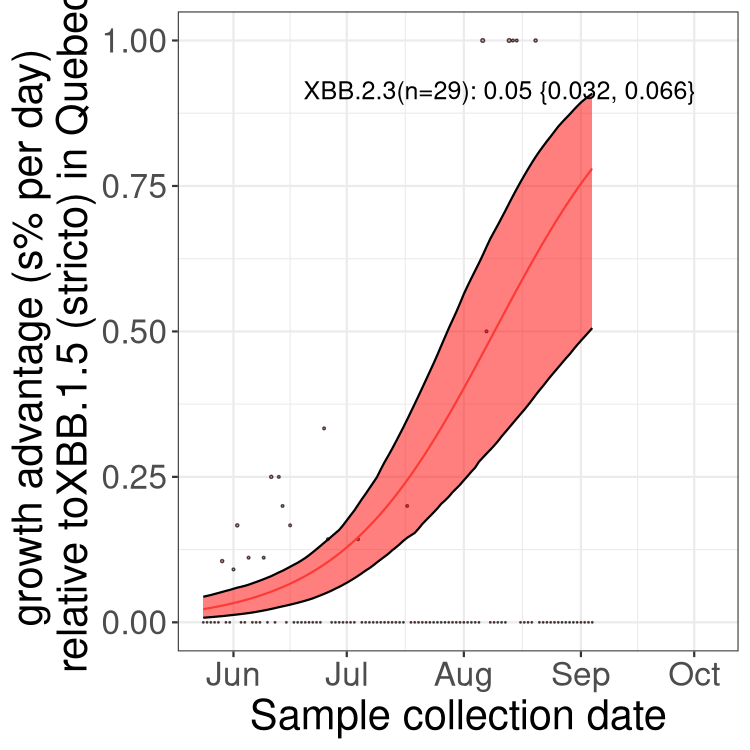 growth advantage (s% per day)
relative toXBB.1.5 (stricto) in Quebec
1.00
0.75
0.50
0.25
0.00
XBB.2.3(n=29): 0.05 {0.032, 0.066}
Jun Jul Aug Sep Oct
Sample collection date